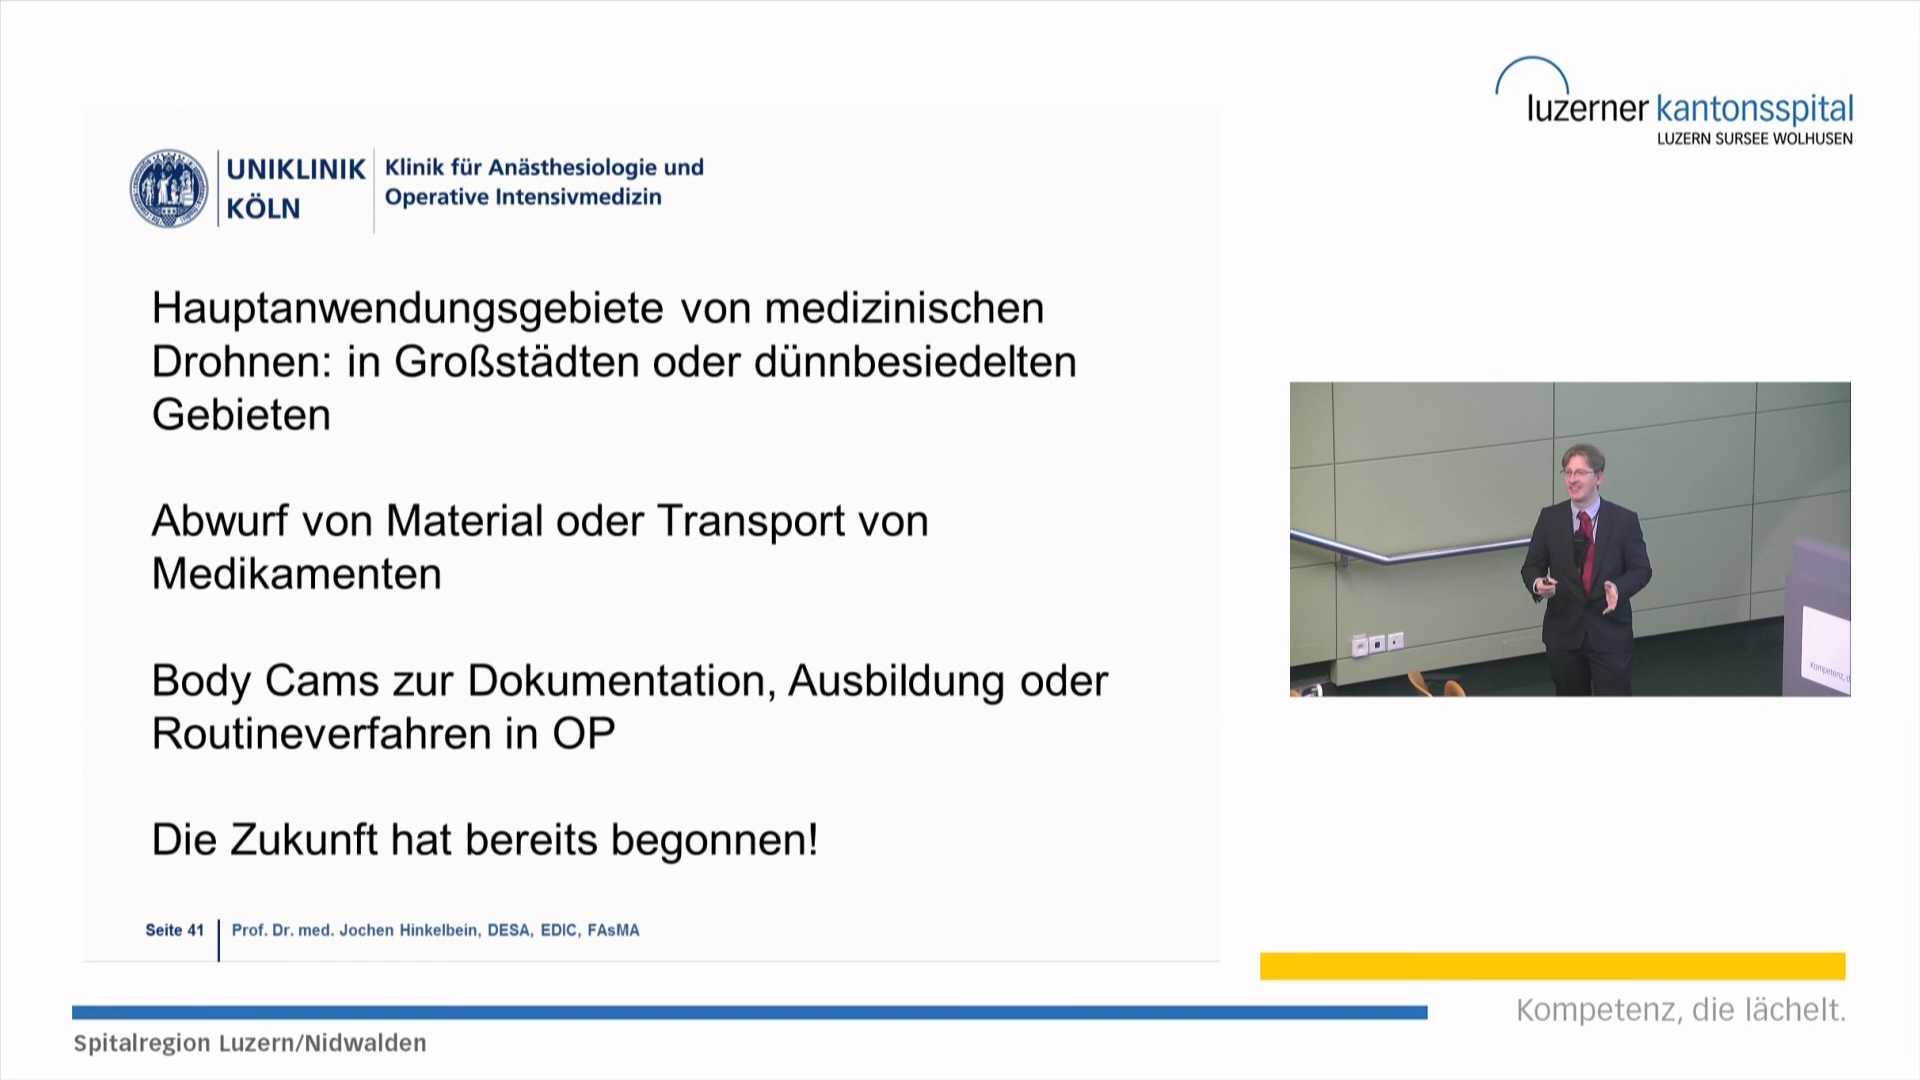 luzerner kantonsspital
LUZERN SURSEE WOLHUSEN
UNIKLINIK
KÖLN
Klinik für Anästhesiologie und
Operative Intensivmedizin
Hauptanwendungsgebiete von medizinischen
Drohnen: in Großstädten oder dünnbesiedelten
Gebieten
Abwurf von Material oder Transport von
Medikamenten
Body Cams zur Dokumentation, Ausbildung oder
Routineverfahren in OP
Die Zukunft hat bereits begonnen!
Seite 41
Prof. Dr. med. Jochen Hinkelbein, DESA, EDIC, FAsMA
Kompetenz, d
Kompetenz, die lächelt.
Spitalregion Luzern/Nidwalden